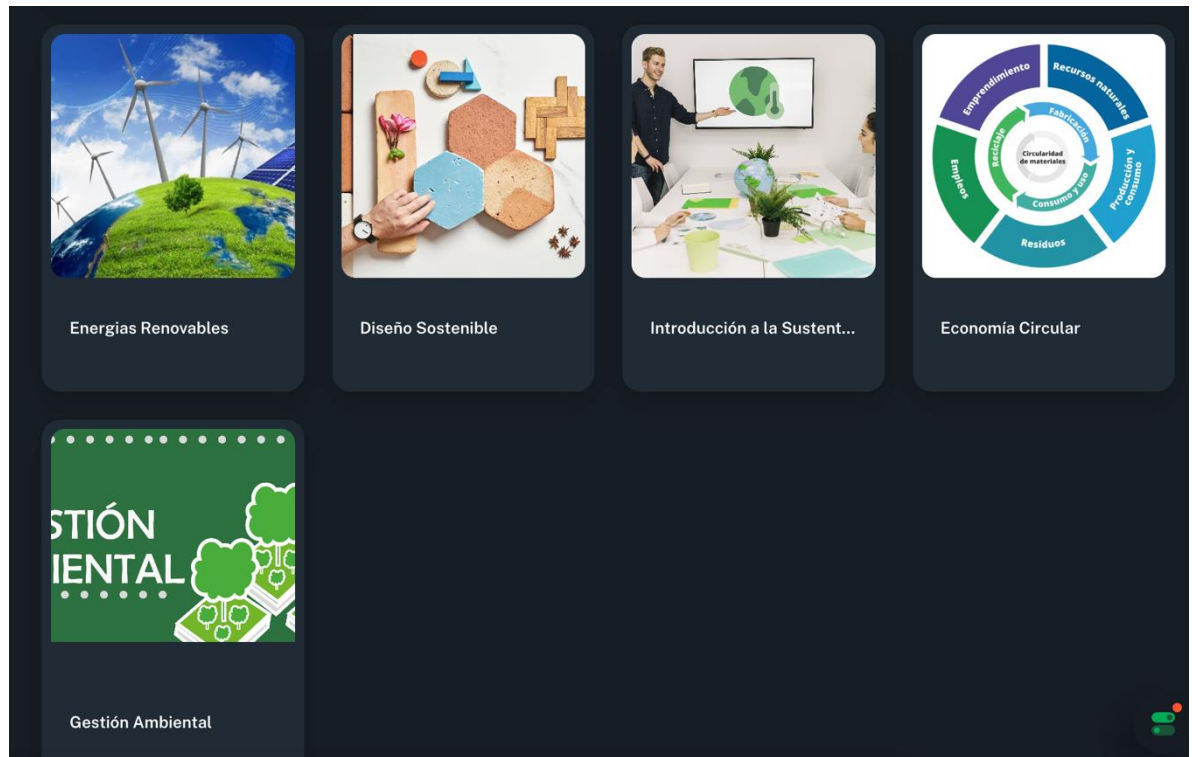 Emprendimiento
Recursos naturales
Fabricación
Reciclaje
Circularidad
de materiales
Empleos
Consumo y uso
Producción y
consumo
Residuos
Energias Renovables
Diseño Sostenible
Introducción a la Sustent...
Economía Circular
STIÓN
IENTAL
Gestión Ambiental